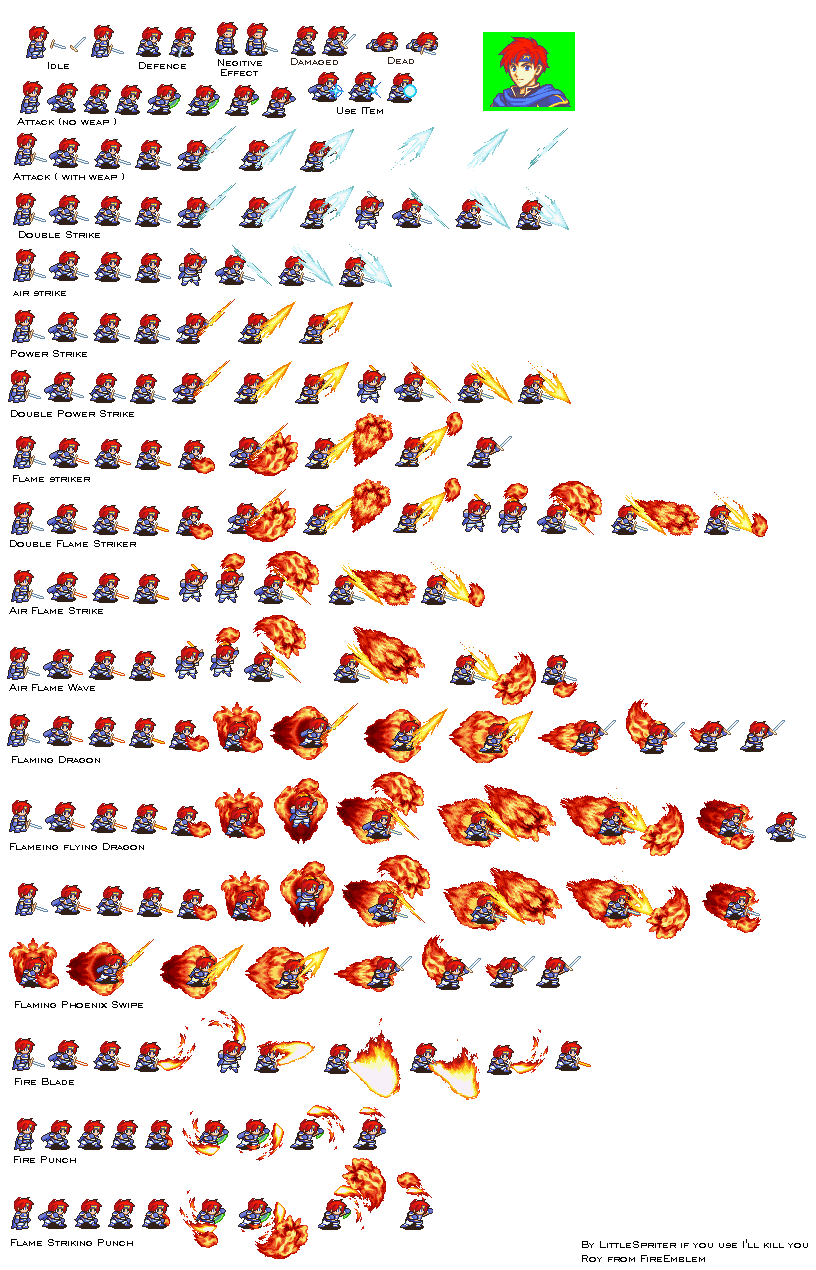 Idle
Defence
Negitive
Effect
Damaged
Dead
Attack (no weap )
Use Item
Attack ( with weap )
Double Strike
air strike
Power Strike
Double Power Strike
Flame striker
Double Flame Striker
Air Flame Strike
Air Flame Wave
Flaming Dragon
Flameing flying Dragon
Flaming Phoenix Swipe
Fire Blade
Fire Punch
Flame Striking Punch
By LittleSpriter if you use I'll kill you
Roy from FireEmblem